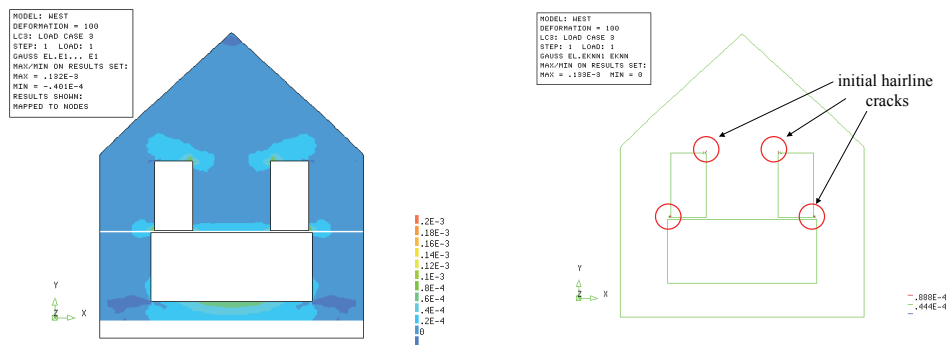 MODEL: WEST
DEFORMATION = 100
LC3: LOAD CASE 3
STEP: 1 LOAD: 1
GAUSS EL.E1... E1
MAX/MIN ON RESULTS SET:
MAX = .132E-3
MIN = -.401E-4
RESULTS SHOWN:
MAPPED TO NODES
.2E-3
.18E-3
.16E-3
.14E-3
.12E-3
.1E-3
.8E-4
.6E-4
.4E-4
.2E-4
0
Y
Z X
MODEL: WEST
DEFORMATION = 100
LC3: LOAD CASE 3
STEP: 1 LOAD: 1
GAUSS EL.EKNN1 EKNN
MAX/MIN ON RESULTS SET:
MAX = .133E-3 MIN = 0
initial hairline
cracks
Y
Z X
.888E-4
.444E-4